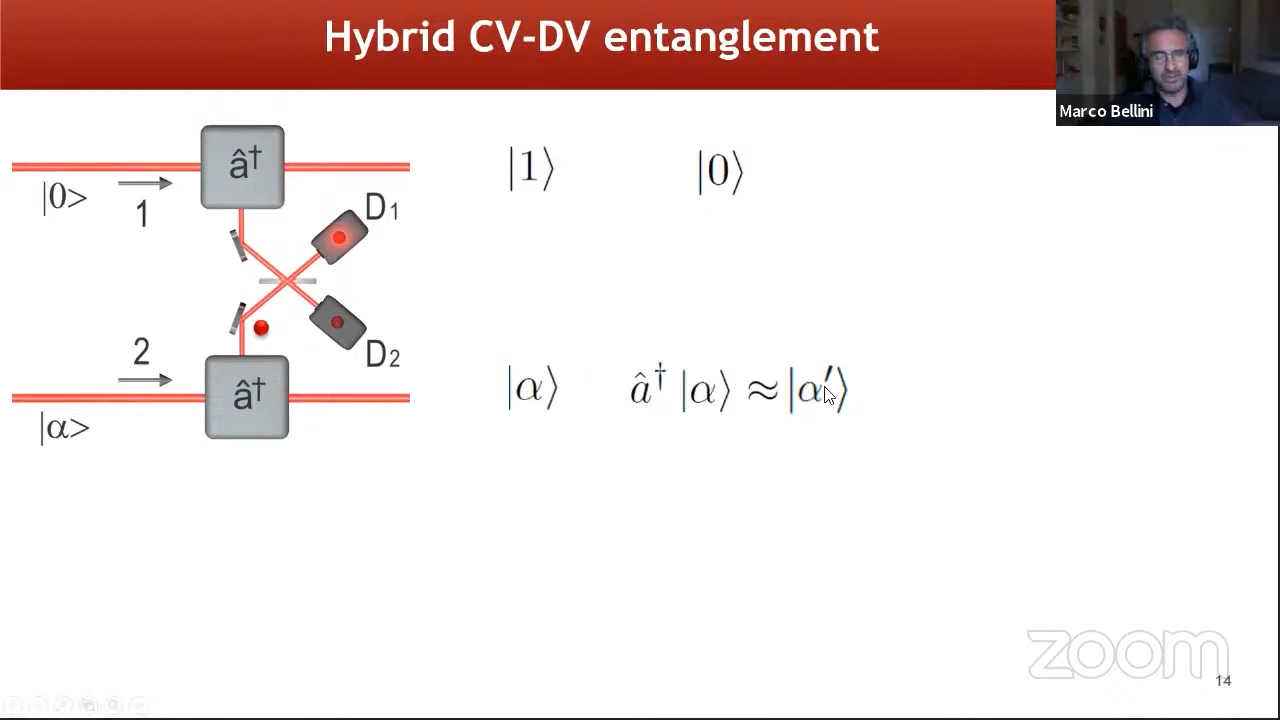 Hybrid CV-DV entanglement
Marco Bellini
â†
|0>
1
D1
|1⟩
|0⟩
2
D2
â†
|α>
|α⟩
â† |α⟩ ≈ |α′⟩
zoom
14